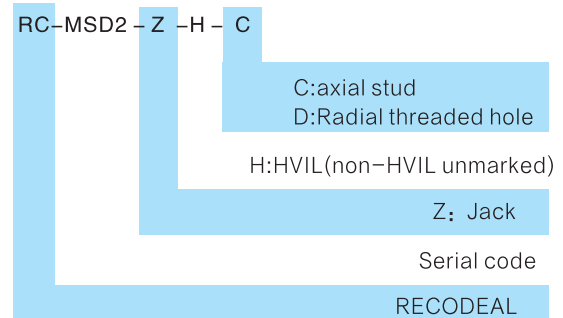 RC-MSD2-Z-H-C
C:axial stud
D:Radial threaded hole
H:HVIL(non-HVIL unmarked)
Z：Jack
Serial code
RECODEAL